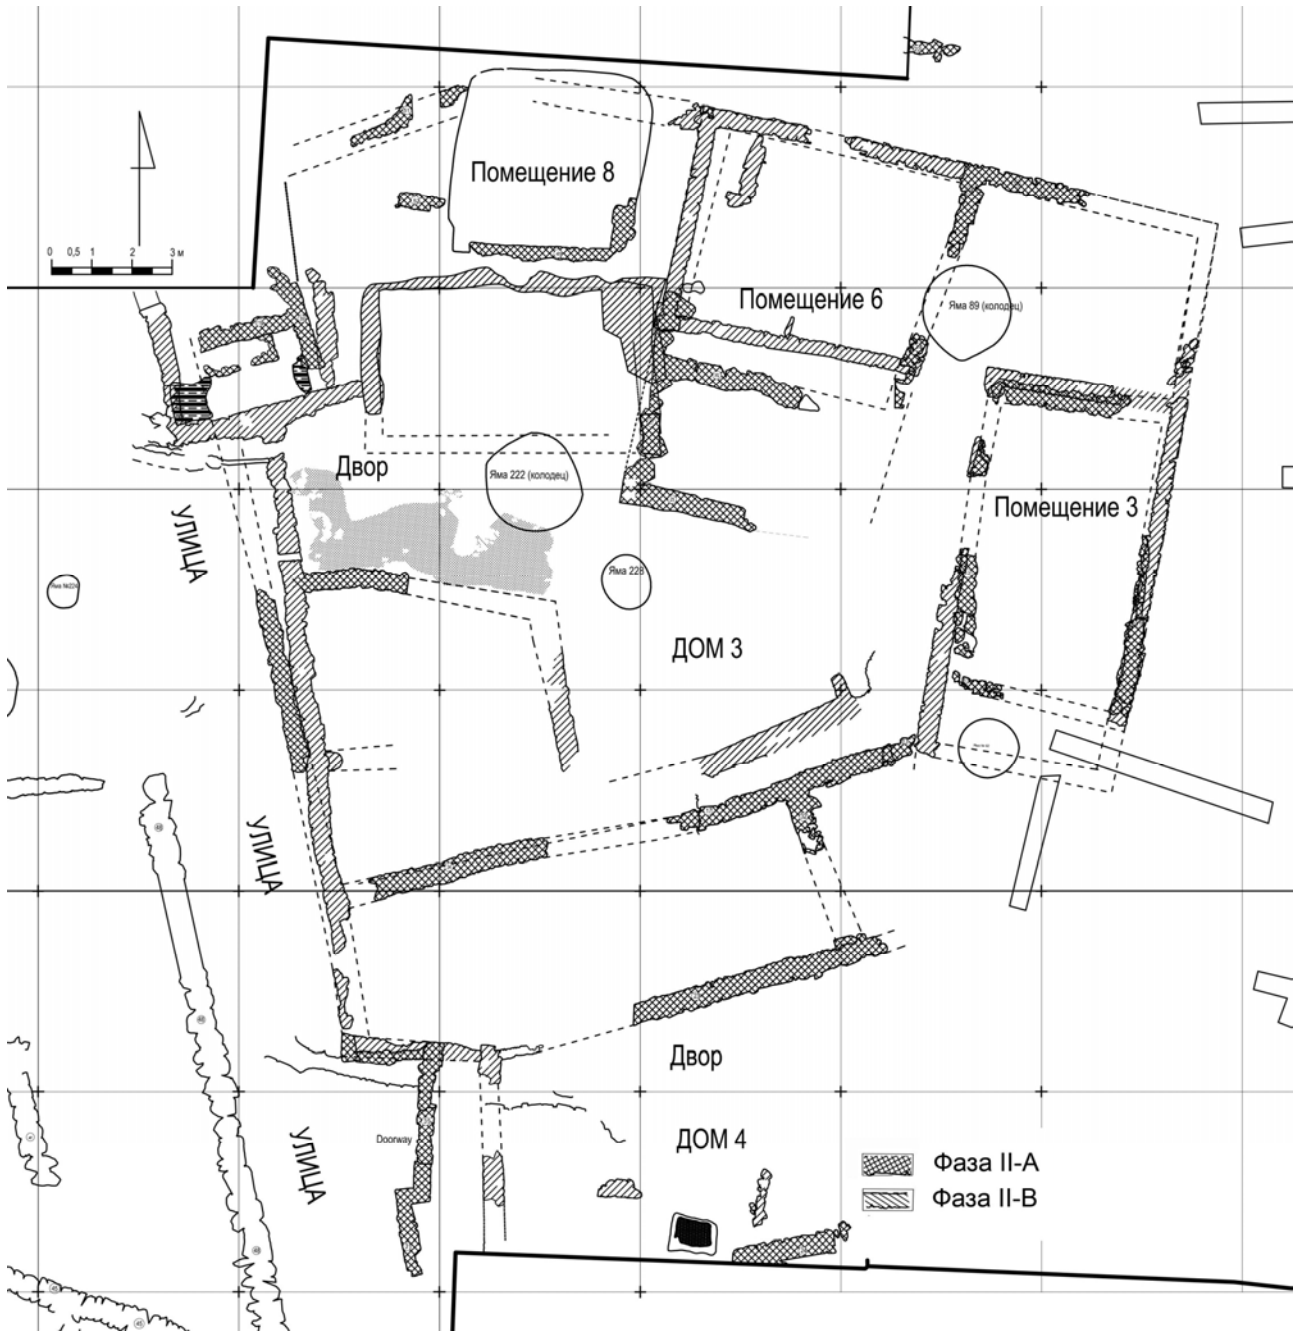 Помещение 8
0 0,5 1 2 3 м
Помещение 6
Яма 89 (колодец)
Двор
Яма 222 (колодец)
Помещение 3
УЛИЦА
Яма 228
ДОМ 3
УЛИЦА
Двор
Doorway
УЛИЦА
ДОМ 4
Фаза II-A
Фаза II-B